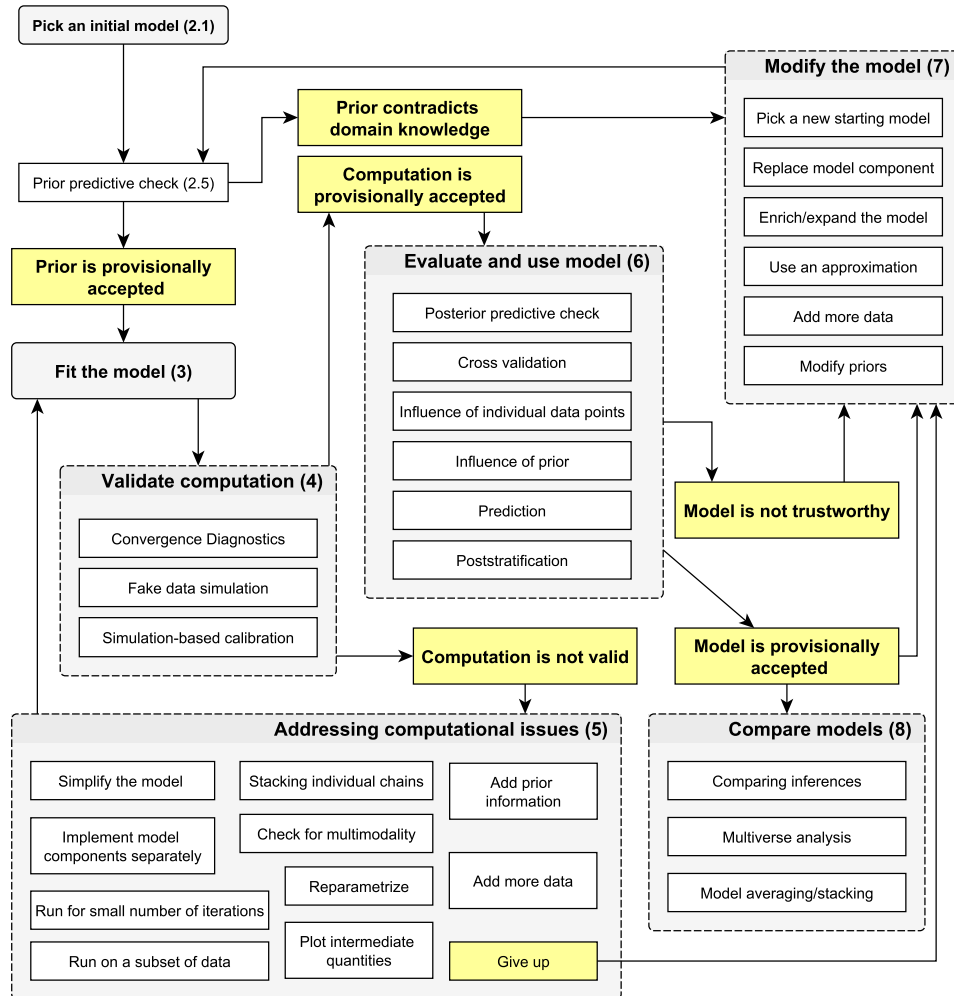 Pick an initial model (2.1)
Modify the model (7)
Prior contradicts
domain knowledge
Pick a new starting model
Replace model component
Enrich/expand the model
Use an approximation
Add more data
Modify priors
Prior predictive check (2.5)
Computation is
provisionally accepted
Prior is provisionally
accepted
Evaluate and use model (6)
Posterior predictive check
Cross validation
Influence of individual data points
Influence of prior
Prediction
Poststratification
Fit the model (3)
Validate computation (4)
Convergence Diagnostics
Fake data simulation
Simulation-based calibration
Model is not trustworthy
Computation is not valid
Model is provisionally
accepted
Addressing computational issues (5)
Simplify the model
Implement model
components separately
Run for small number of iterations
Run on a subset of data
Stacking individual chains
Check for multimodality
Reparametrize
Plot intermediate
quantities
Add prior
information
Add more data
Give up
Compare models (8)
Comparing inferences
Multiverse analysis
Model averaging/stacking